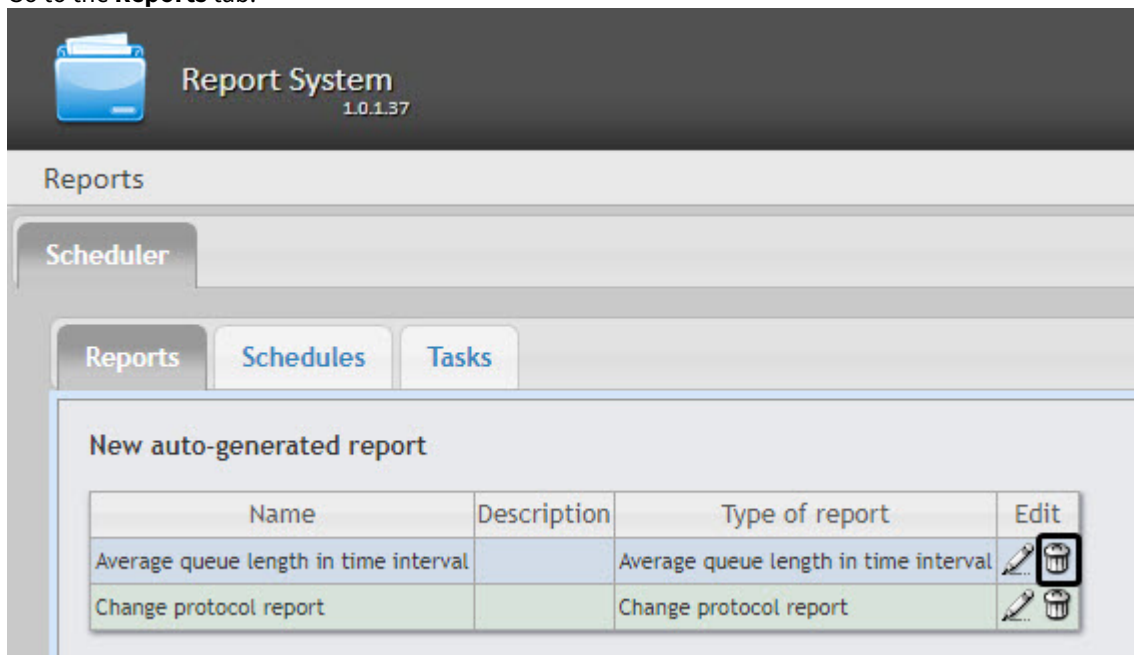 Go to the Reports tab.
Report System
1.0.1.37
Reports
Scheduler
Reports Schedules Tasks
New auto-generated report
Name Description Type of report Edit
Average queue length in time interval Average queue length in time interval
Change protocol report Change protocol report